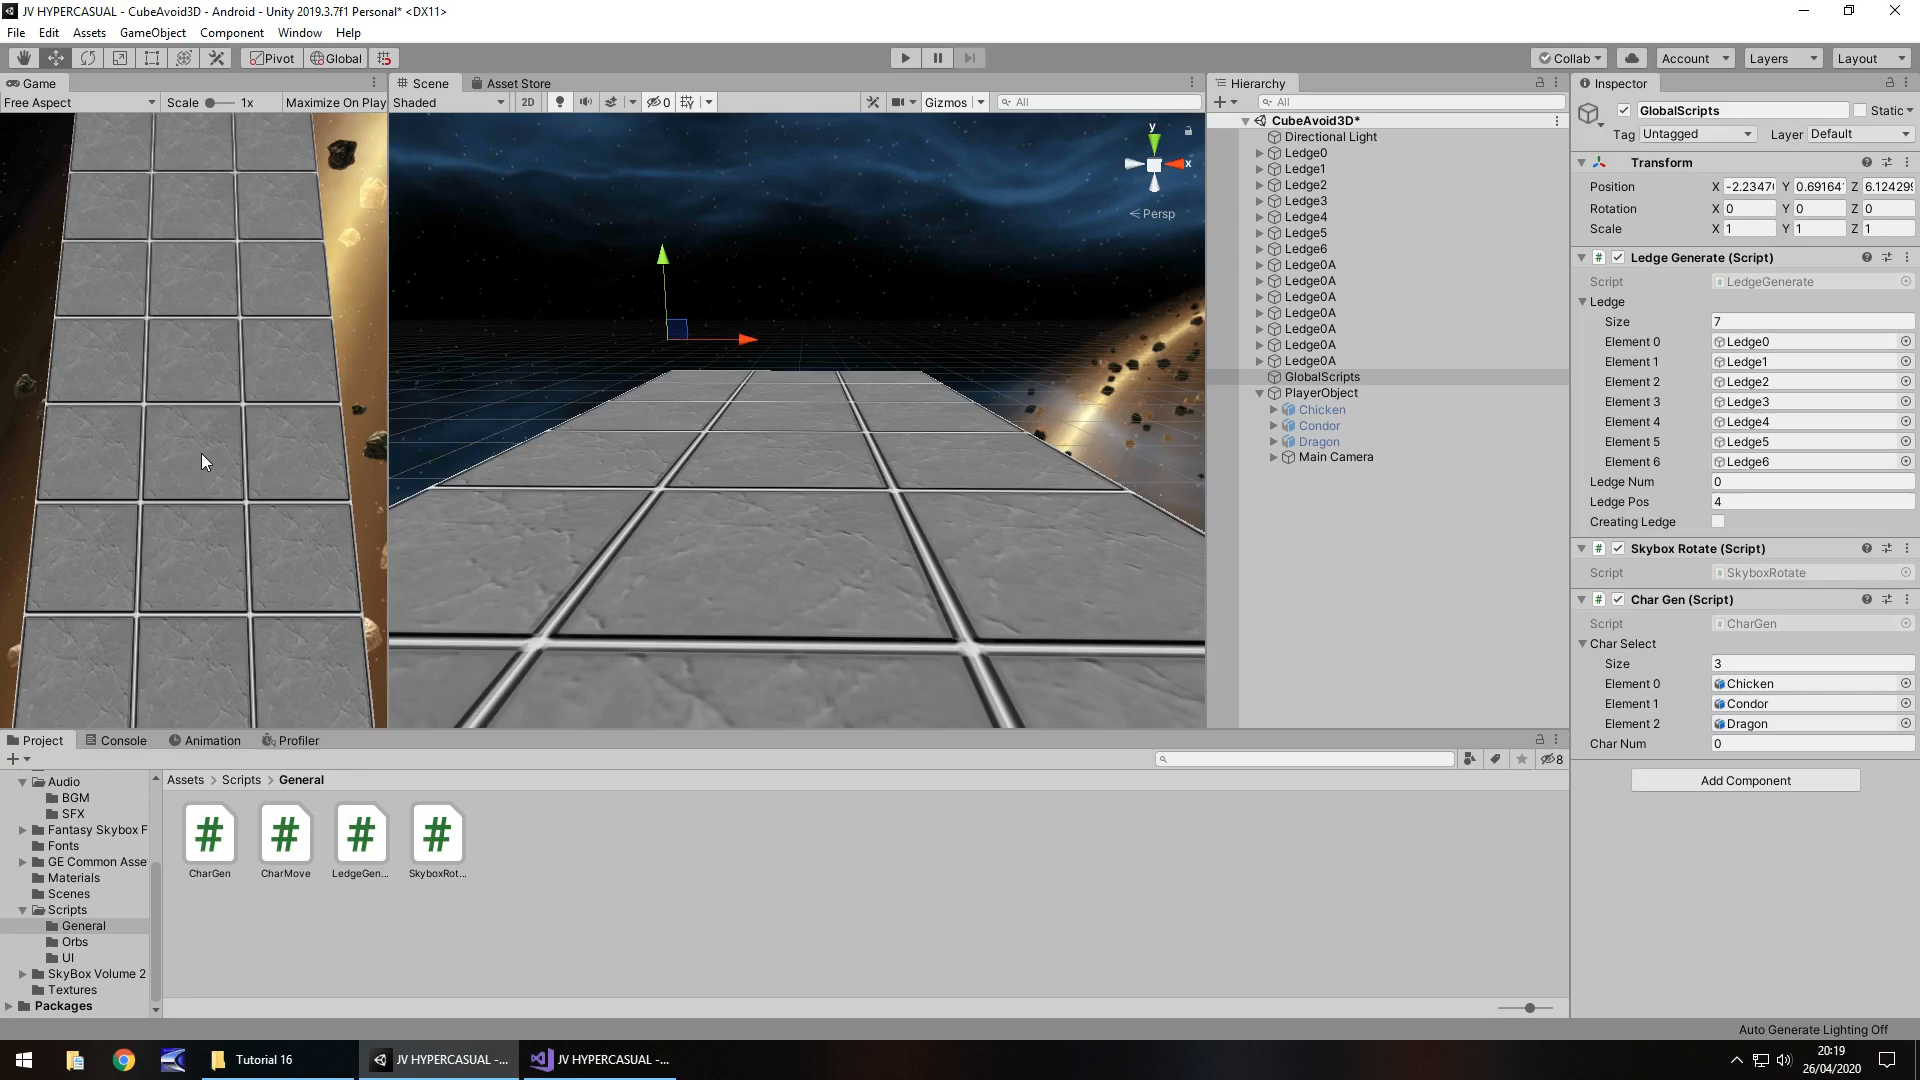 JV HYPERCASUAL - CubeAvoid3D - Android - Unity 2019.3.7f1 Personal* <DX11>
File Edit Assets GameObject Component Window Help
Pivot Global Collab Account Layers Layout
Game
Free Aspect Scale 1x Maximize On Play
Scene Asset Store
Shaded 2D 0 Gizmos All
y
x
Persp
Hierarchy
All
CubeAvoid3D*
Directional Light
Ledge0
Ledge1
Ledge2
Ledge3
Ledge4
Ledge5
Ledge6
Ledge0A
Ledge0A
Ledge0A
Ledge0A
Ledge0A
Ledge0A
Ledge0A
GlobalScripts
PlayerObject
Chicken
Condor
Dragon
Main Camera
Inspector
GlobalScripts Static
Tag Untagged Layer Default
Transform
Position X -2.2347 Y 0.69164 Z 6.124299
Rotation X 0 Y 0 Z 0
Scale X 1 Y 1 Z 1
# Ledge Generate (Script)
Script LedgeGenerate
Ledge
Size 7
Element 0 Ledge0
Element 1 Ledge1
Element 2 Ledge2
Element 3 Ledge3
Element 4 Ledge4
Element 5 Ledge5
Element 6 Ledge6
Ledge Num 0
Ledge Pos 4
Creating Ledge
# Skybox Rotate (Script)
Script SkyboxRotate
# Char Gen (Script)
Script CharGen
Char Select
Size 3
Element 0 Chicken
Element 1 Condor
Element 2 Dragon
Char Num 0
Add Component
Project Console Animation Profiler
8
Audio
BGM
SFX
Fantasy Skybox F
Fonts
GE Common Asse
Materials
Scenes
Scripts
General
Orbs
UI
SkyBox Volume 2
Textures
Packages
Assets > Scripts > General
# # # #
CharGen CharMove LedgeGen... SkyboxRot...
Auto Generate Lighting Off
Tutorial 16 JV HYPERCASUAL -... JV HYPERCASUAL -...
20:19
26/04/2020